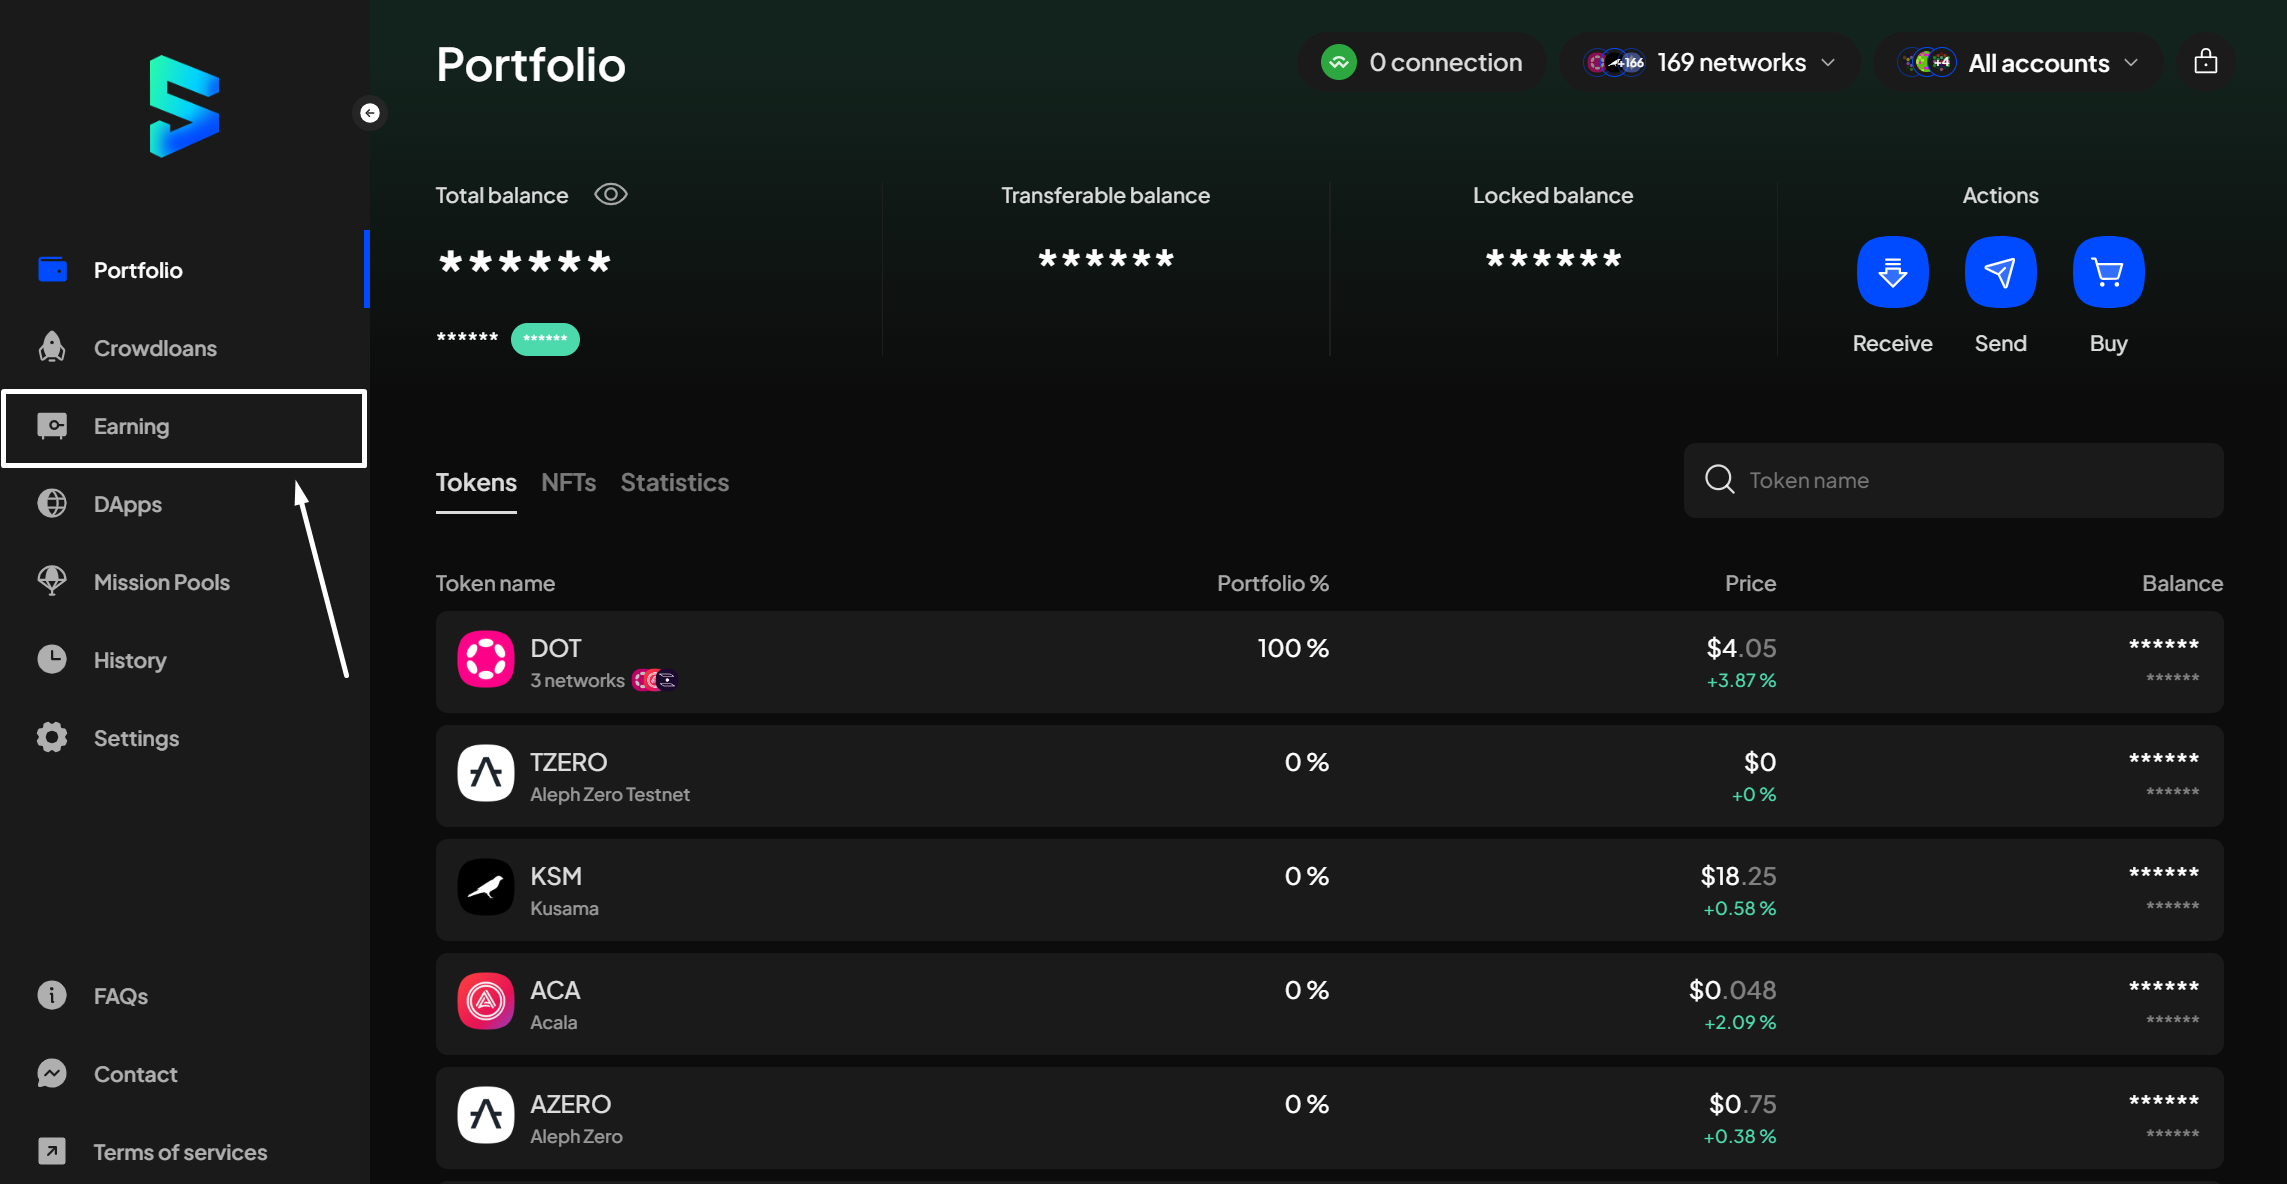 Portfolio
0 connection
+166
169 networks
+4
All accounts
Portfolio
Crowdloans
Earning
DApps
Mission Pools
History
Settings
FAQs
Contact
Terms of services
Total balance
******
****** ******
Transferable balance
******
Locked balance
******
Actions
Receive
Send
Buy
Tokens
NFTs
Statistics
Token name
Token name
Portfolio %
Price
Balance
DOT
3 networks
100 %
$4.05
+3.87 %
******
******
TZERO
Aleph Zero Testnet
0 %
$0
+0 %
******
******
KSM
Kusama
0 %
$18.25
+0.58 %
******
******
ACA
Acala
0 %
$0.048
+2.09 %
******
******
AZERO
Aleph Zero
0 %
$0.75
+0.38 %
******
******